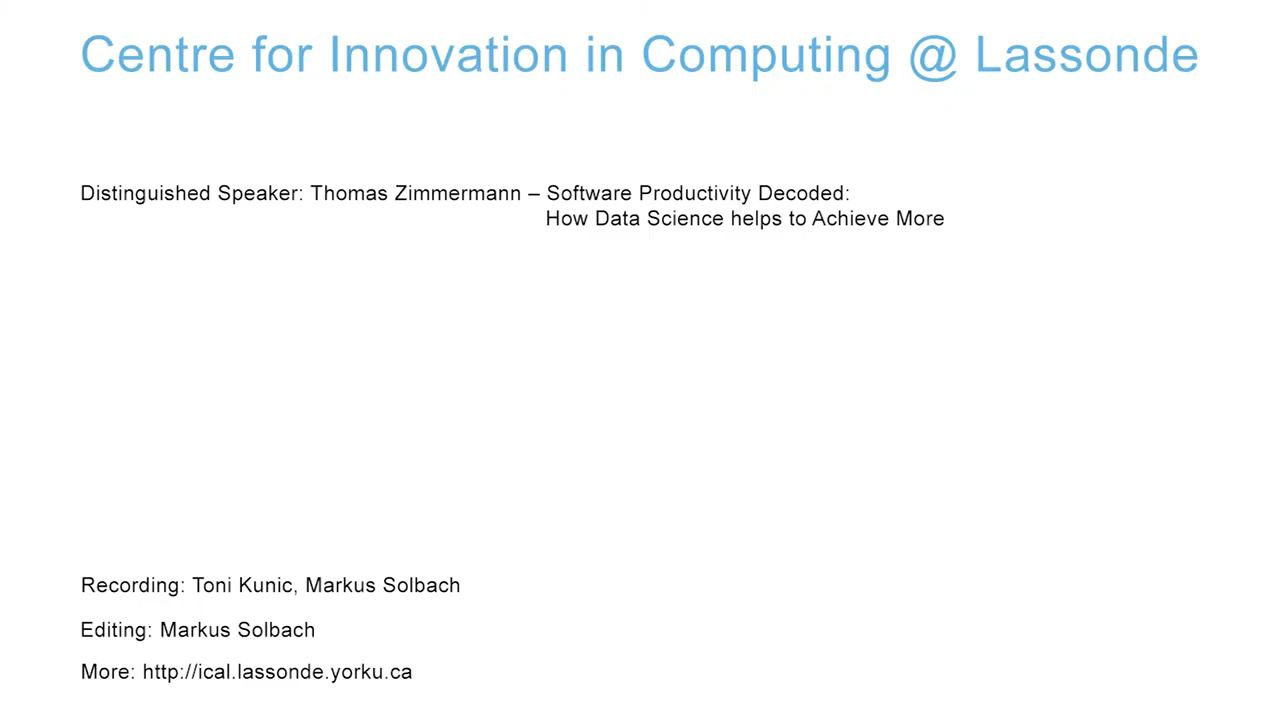 Centre for Innovation in Computing @ Lassonde
Distinguished Speaker: Thomas Zimmermann – Software Productivity Decoded:
How Data Science helps to Achieve More
Recording: Toni Kunic, Markus Solbach
Editing: Markus Solbach
More: http://ical.lassonde.yorku.ca